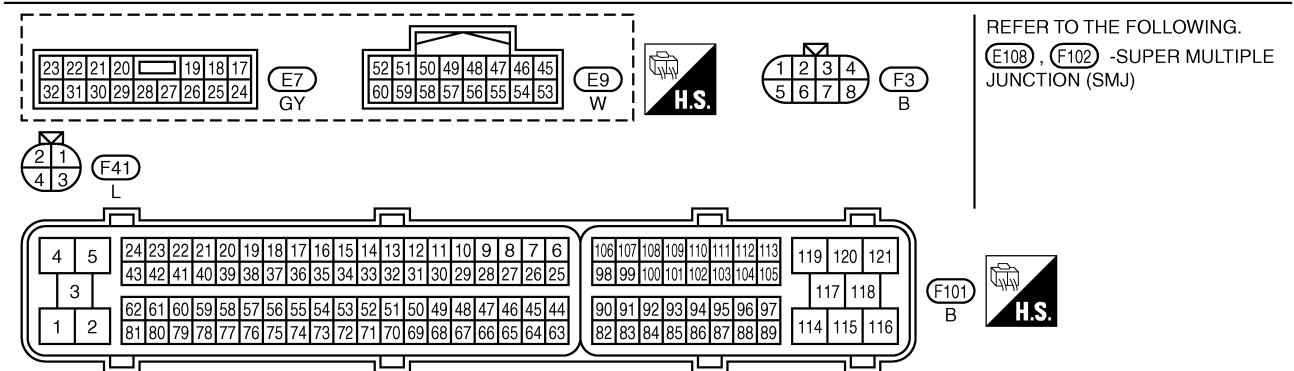 REFER TO THE FOLLOWING.
E108 , F102 -SUPER MULTIPLE
JUNCTION (SMJ)
23 22 21 20 19 18 17
32 31 30 29 28 27 26 25 24
E7
GY
52 51 50 49 48 47 46 45
60 59 58 57 56 55 54 53
E9
W
H.S.
1 2 3 4
5 6 7 8
F3
B
2 1
4 3
F41
L
4 5
3
1 2
24 23 22 21 20 19 18 17 16 15 14 13 12 11 10 9 8 7 6
43 42 41 40 39 38 37 36 35 34 33 32 31 30 29 28 27 26 25
62 61 60 59 58 57 56 55 54 53 52 51 50 49 48 47 46 45 44
81 80 79 78 77 76 75 74 73 72 71 70 69 68 67 66 65 64 63
106 107 108 109 110 111 112 113
98 99 100 101 102 103 104 105
90 91 92 93 94 95 96 97
82 83 84 85 86 87 88 89
119 120 121
117 118
114 115 116
F101
B
H.S.